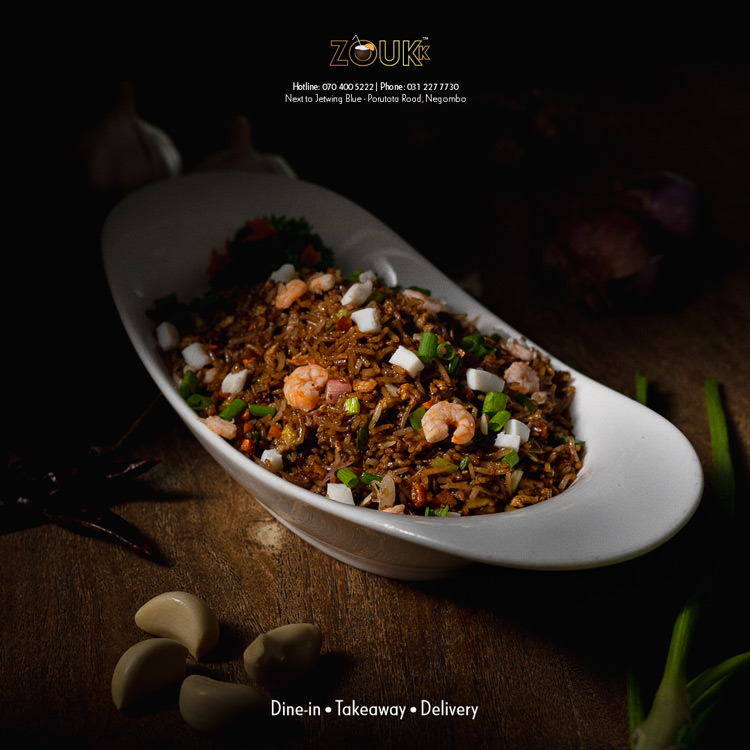 ZOUKK™
Hotline: 070 400 5222 | Phone: 031 227 7730
Next to Jetwing Blue - Porutota Road, Negombo
Dine-in • Takeaway • Delivery